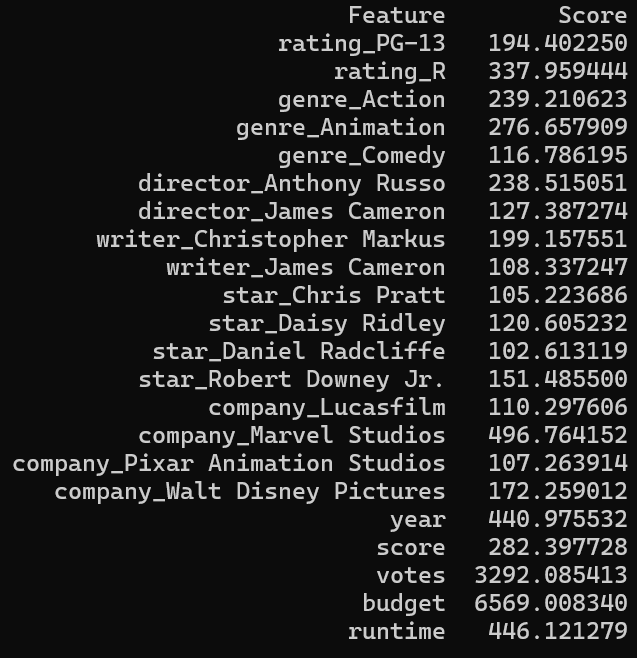 Feature Score
rating_PG-13 194.402250
rating_R 337.959444
genre_Action 239.210623
genre_Animation 276.657909
genre_Comedy 116.786195
director_Anthony Russo 238.515051
director_James Cameron 127.387274
writer_Christopher Markus 199.157551
writer_James Cameron 108.337247
star_Chris Pratt 105.223686
star_Daisy Ridley 120.605232
star_Daniel Radcliffe 102.613119
star_Robert Downey Jr. 151.485500
company_Lucasfilm 110.297606
company_Marvel Studios 496.764152
company_Pixar Animation Studios 107.263914
company_Walt Disney Pictures 172.259012
year 440.975532
score 282.397728
votes 3292.085413
budget 6569.008340
runtime 446.121279